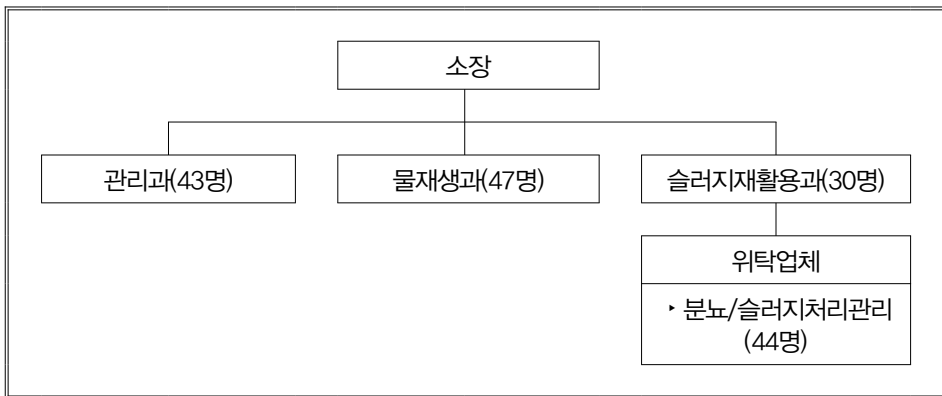 소장
관리과(43명)
물재생과(47명)
슬러지재활용과(30명)
위탁업체
‣ 분뇨/슬러지처리관리
(44명)